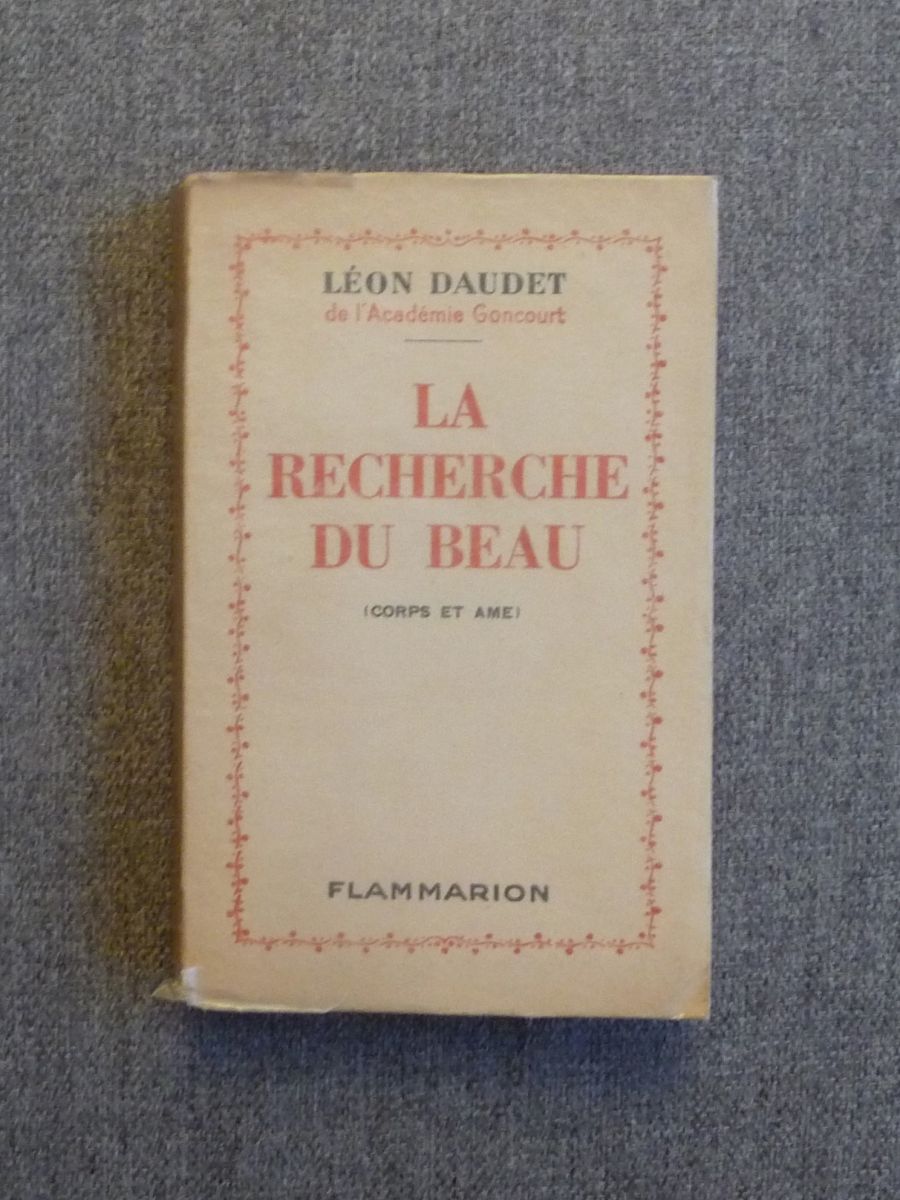 LÉON DAUDET
de l'Académie Goncourt
LA
RECHERCHE
DU BEAU
(CORPS ET AME)
FLAMMARION